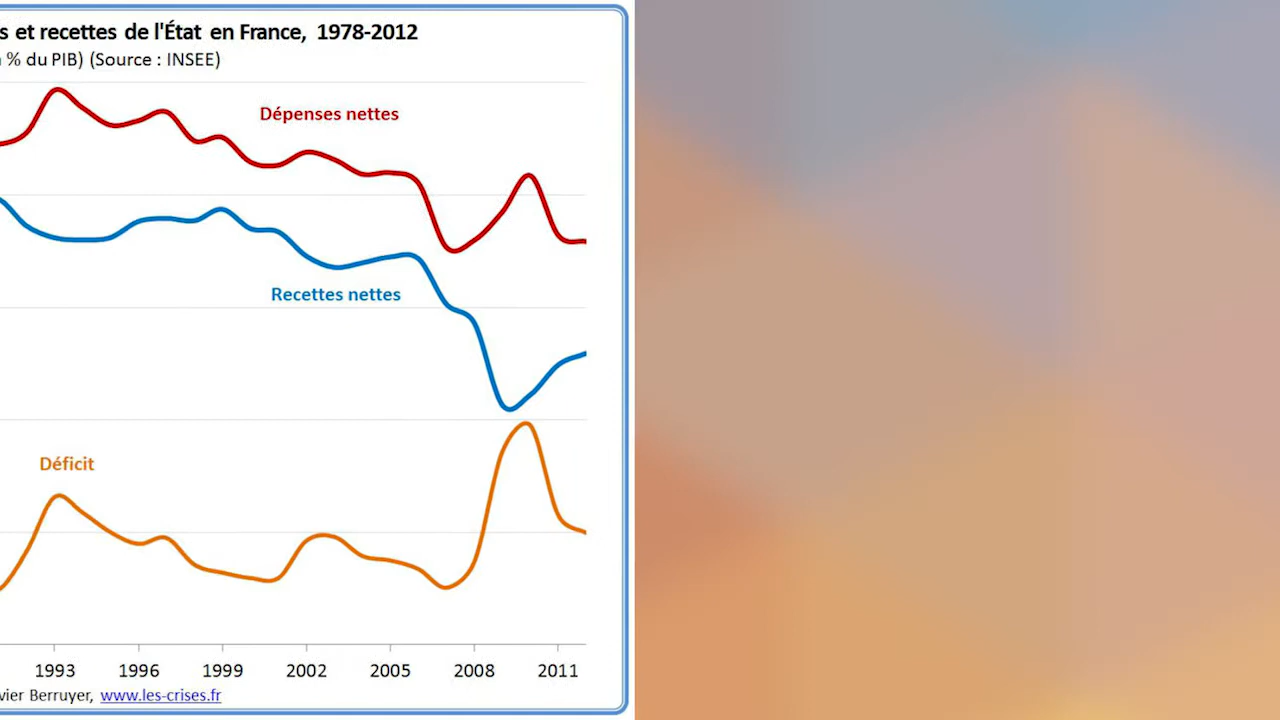 s et recettes de l'État en France, 1978-2012
% du PIB) (Source : INSEE)
Dépenses nettes
Recettes nettes
Déficit
1993 1996 1999 2002 2005 2008 2011
vier Berruyer, www.les-crises.fr